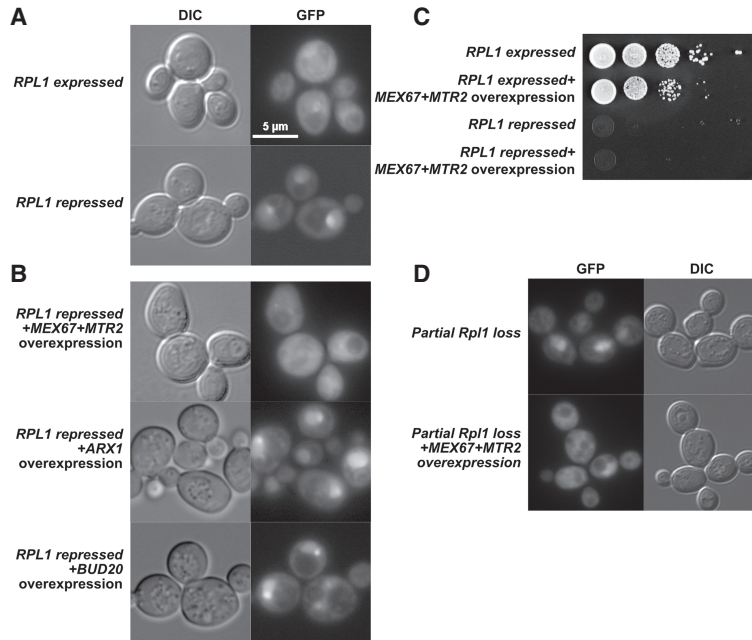 A
DIC
GFP
RPL1 expressed
5 µm
RPL1 repressed
B
RPL1 repressed
+MEX67+MTR2
overexpression
RPL1 repressed
+ARX1
overexpression
RPL1 repressed
+BUD20
overexpression
C
RPL1 expressed
RPL1 expressed+
MEX67+MTR2 overexpression
RPL1 repressed
RPL1 repressed+
MEX67+MTR2 overexpression
D
GFP
DIC
Partial Rpl1 loss
Partial Rpl1 loss
+MEX67+MTR2
overexpression